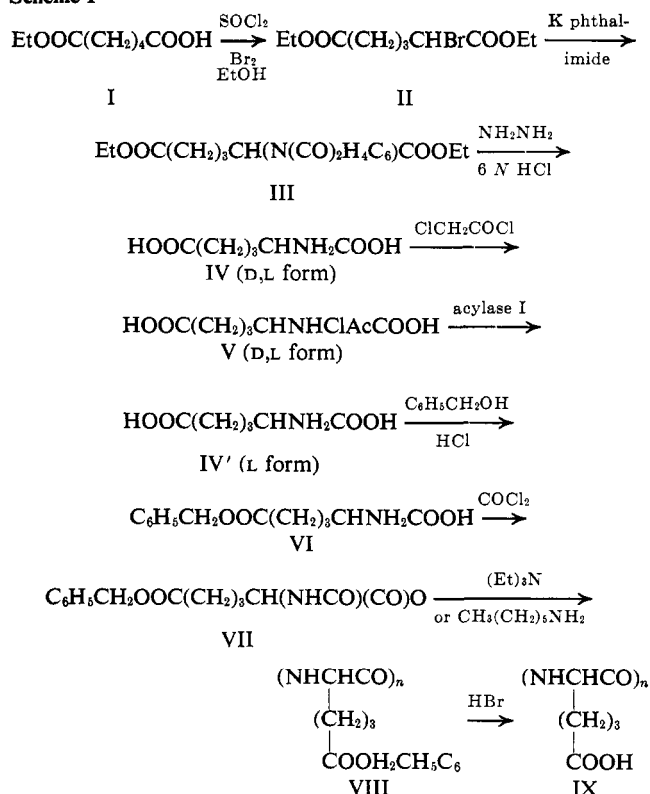 Scheme I
EtOOC(CH₂)₄COOH SOCl₂ Br₂ EtOH EtOOC(CH₂)₃CHBrCOOEt K phthal-imide
I II
EtOOC(CH₂)₃CH(N(CO)₂H₄C₆)COOEt NH₂NH₂ 6 N HCl
III
HOOC(CH₂)₃CHNH₂COOH ClCH₂COCl
IV (D,L form)
HOOC(CH₂)₃CHNHClAcCOOH acylase I
V (D,L form)
HOOC(CH₂)₃CHNH₂COOH C₆H₅CH₂OH HCl
IV' (L form)
C₆H₅CH₂OOC(CH₂)₃CHNH₂COOH COCl₂
VI
C₆H₅CH₂OOC(CH₂)₃CH(NHCO)(CO)O (Et)₃N or CH₃(CH₂)₅NH₂
VII
(NHCHCO)ₙ HBr (NHCHCO)ₙ
(CH₂)₃ (CH₂)₃
COOH₂CH₅C₆ COOH
VIII IX